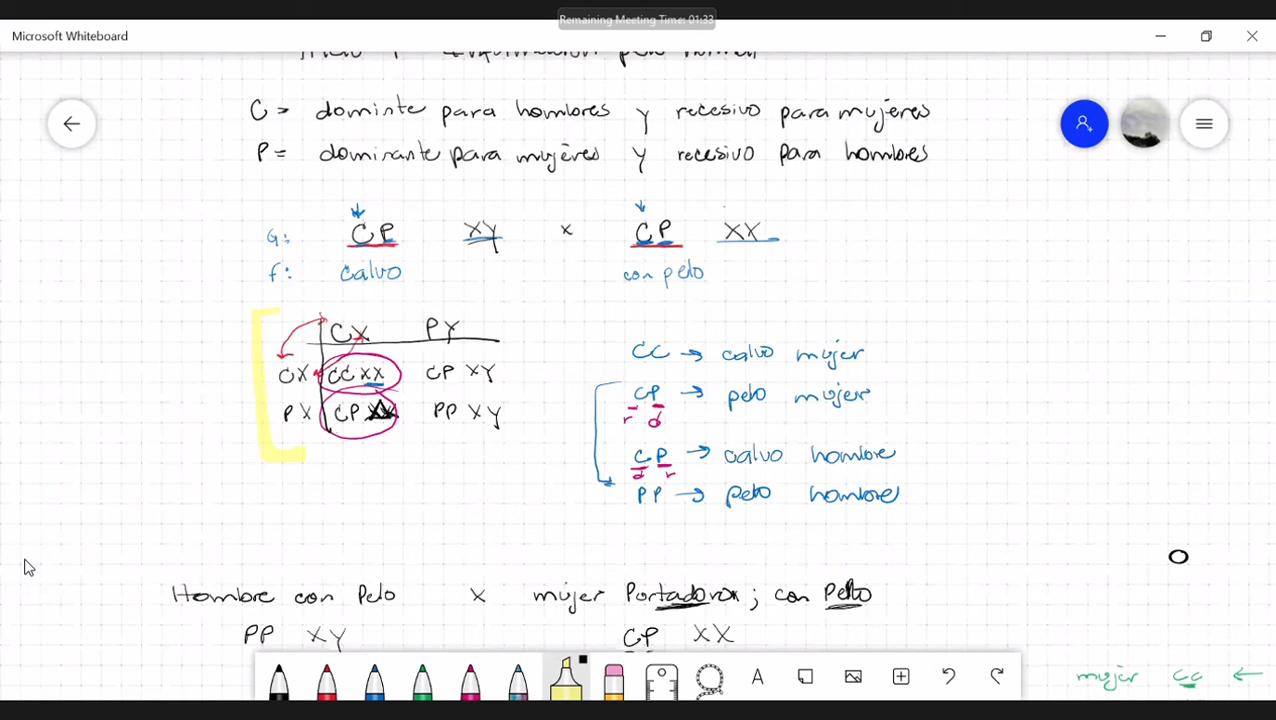 Remaining Meeting Time: 01:33
Microsoft Whiteboard
pelo normal
C = dominte para hombres y recesivo para mujeres
P = dominante para mujeres y recesivo para hombres
G: CP XY x CP XX
f: calvo con pelo
CX PY
CX CC XX CP XY
PX CP PP XY
CC → calvo mujer
CP → pelo mujer
r d
CP → calvo hombre
d r
PP → pelo hombre
Hombre con Pelo x mujer Portadora; con Pelo
PP XY CP XX
A
mujer CC ←